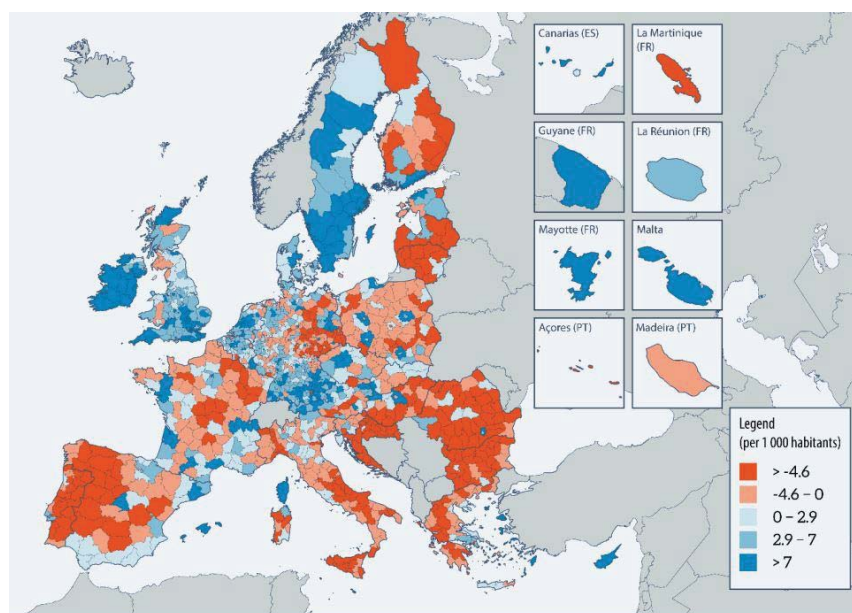 Canarias (ES)
La Martinique
(FR)
Guyane (FR)
La Réunion (FR)
Mayotte (FR)
Malta
Açores (PT)
Madeira (PT)
Legend
(per 1 000 habitants)
> -4.6
-4.6 – 0
0 – 2.9
2.9 – 7
> 7